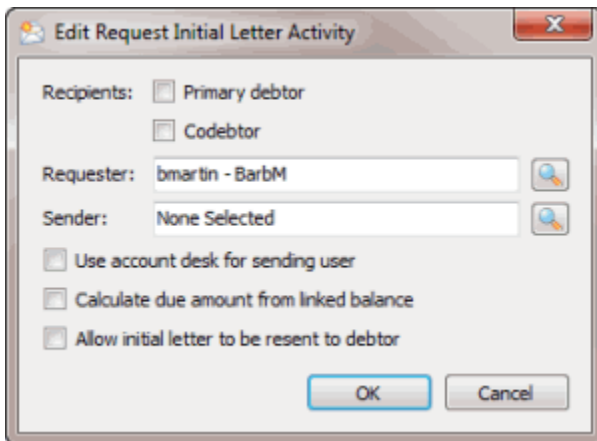 Edit Request Initial Letter Activity
Recipients: Primary debtor
Codebtor
Requester: bmartin - BarbM
Sender: None Selected
Use account desk for sending user
Calculate due amount from linked balance
Allow initial letter to be resent to debtor
OK Cancel